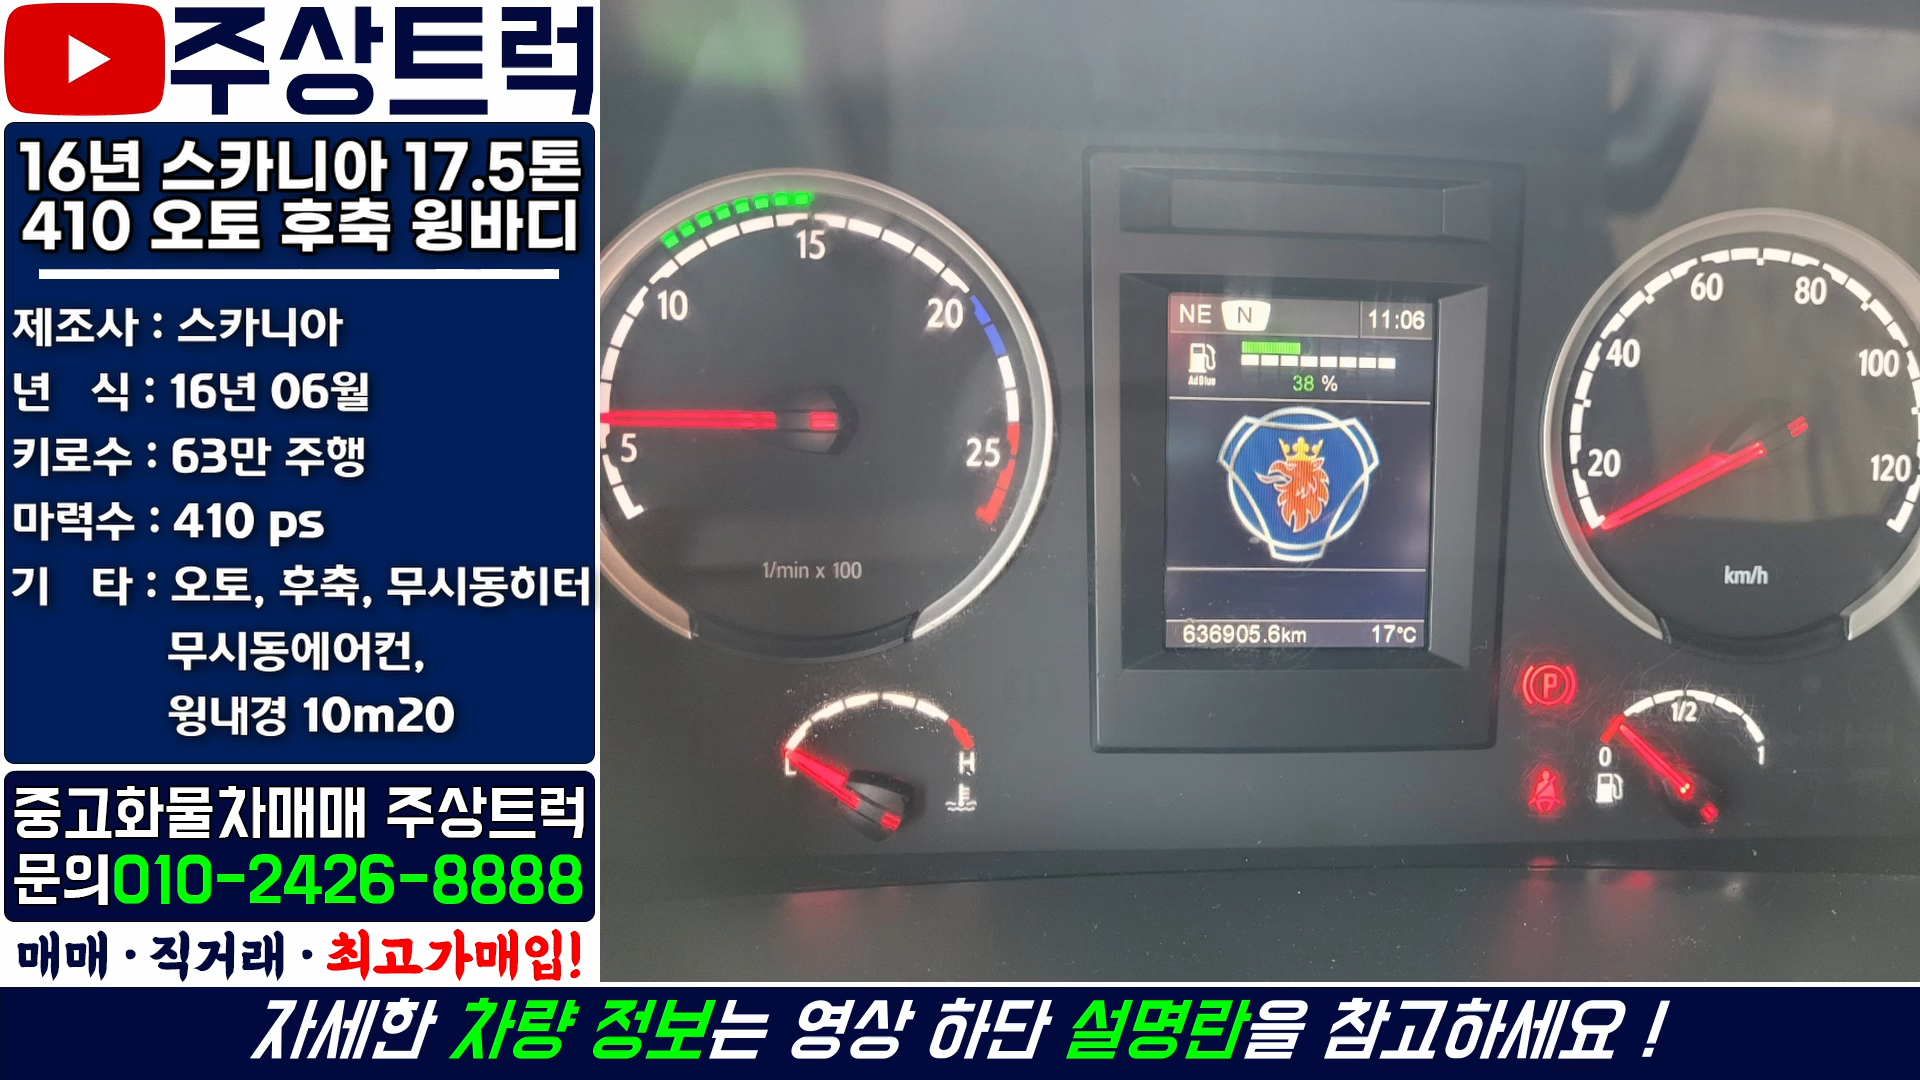 주상트럭
16년 스카니아 17.5톤
410 오토 후축 윙바디
제조사 : 스카니아
년 식 : 16년 06월
키로수 : 63만 주행
마력수 : 410 ps
기 타 : 오토, 후축, 무시동히터
무시동에어컨,
윙내경 10m20
중고화물차매매 주상트럭
문의010-2426-8888
매매 · 직거래 · 최고가매입!
5 10 15 20 25
1/min x 100
L H
NE N 11:06
AdBlue
38 %
636905.6km 17°C
20 40 60 80 100 120
km/h
P
0 1/2 1
자세한 차량 정보는 영상 하단 설명란을 참고하세요 !